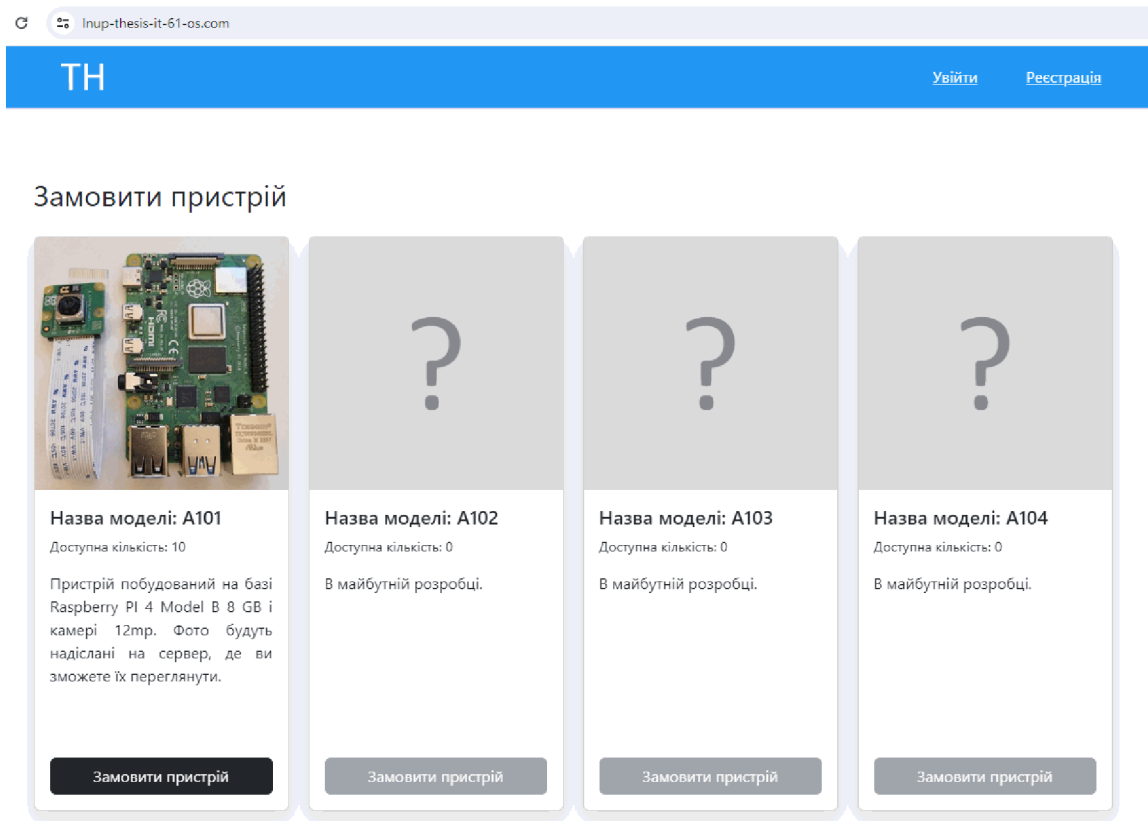 lnup-thesis-it-61-os.com
TH
Увійти
Реєстрація
Замовити пристрій
?
?
?
HDMI
Назва моделі: A101
Доступна кількість: 10
Пристрій побудований на базі
Raspberry PI 4 Model B 8 GB і
камері 12mp. Фото будуть
надіслані на сервер, де ви
зможете їх переглянути.
Замовити пристрій
Назва моделі: A102
Доступна кількість: 0
В майбутній розробці.
Замовити пристрій
Назва моделі: A103
Доступна кількість: 0
В майбутній розробці.
Замовити пристрій
Назва моделі: A104
Доступна кількість: 0
В майбутній розробці.
Замовити пристрій